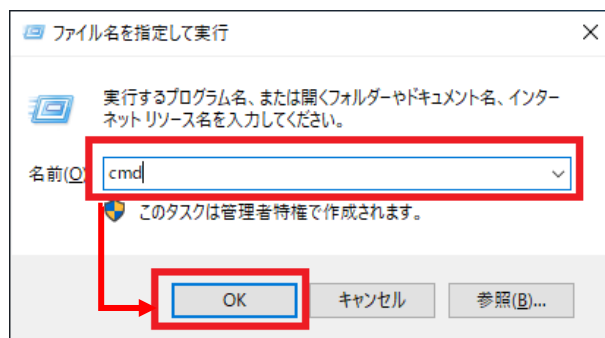 ファイル名を指定して実行
実行するプログラム名、または開くフォルダーやドキュメント名、インター
ネット リソース名を入力してください。
名前(O)
cmd
このタスクは管理者特権で作成されます。
OK
キャンセル
参照(B)...